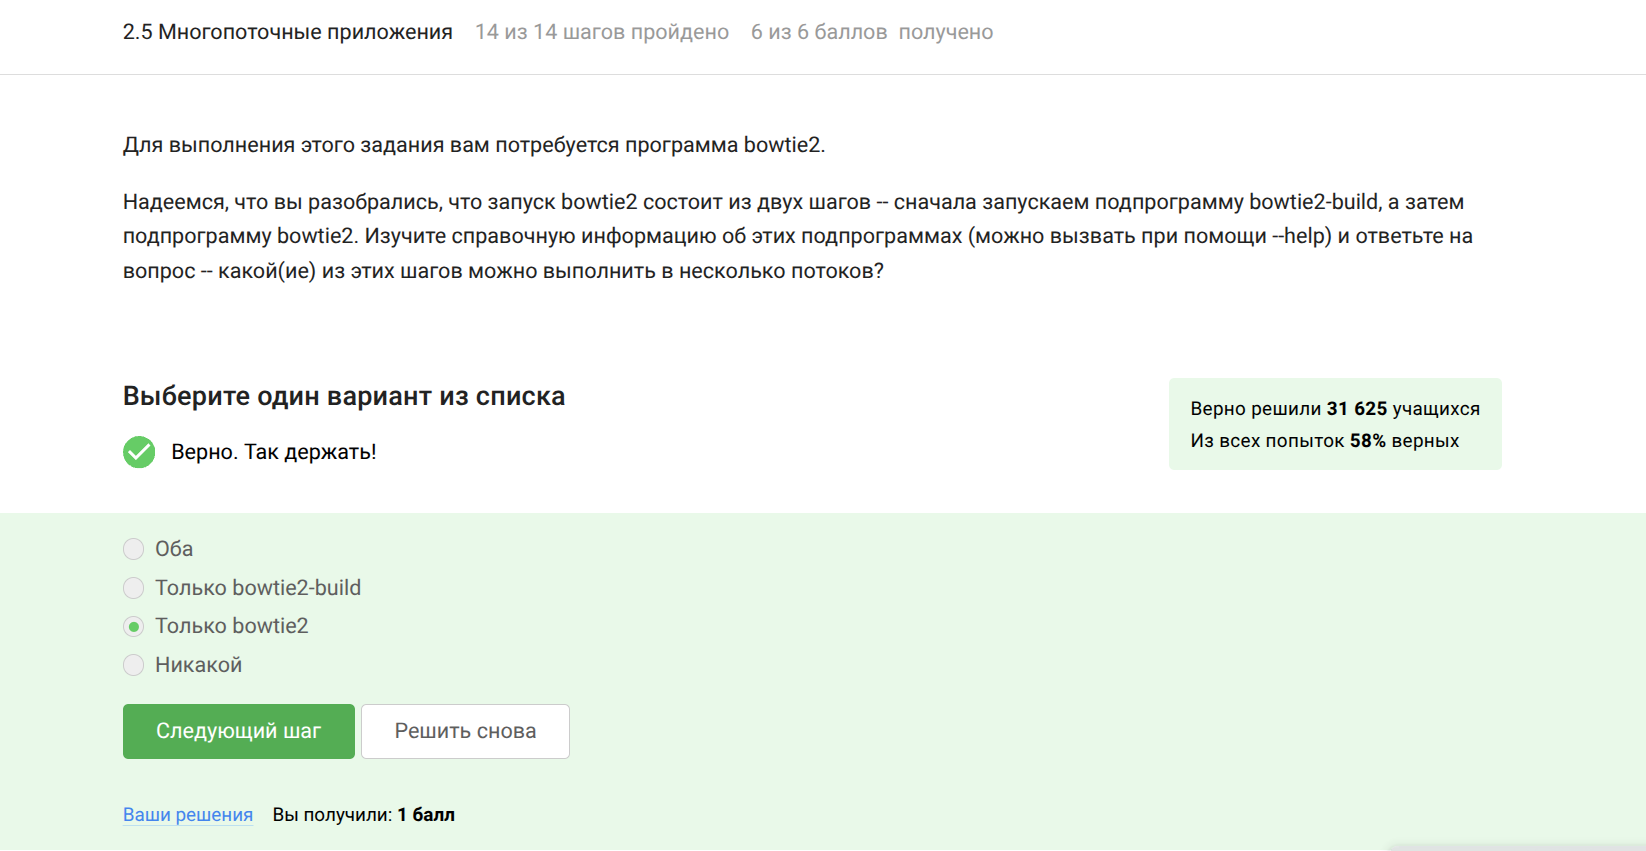 2.5 Многопоточные приложения 14 из 14 шагов пройдено 6 из 6 баллов получено
Для выполнения этого задания вам потребуется программа bowtie2.
Надеемся, что вы разобрались, что запуск bowtie2 состоит из двух шагов -- сначала запускаем подпрограмму bowtie2-build, а затем
подпрограмму bowtie2. Изучите справочную информацию об этих подпрограммах (можно вызвать при помощи --help) и ответьте на
вопрос -- какой(ие) из этих шагов можно выполнить в несколько потоков?
Выберите один вариант из списка
Верно. Так держать!
Верно решили 31 625 учащихся
Из всех попыток 58% верных
Оба
Только bowtie2-build
Только bowtie2
Никакой
Следующий шаг Решить снова
Ваши решения Вы получили: 1 балл